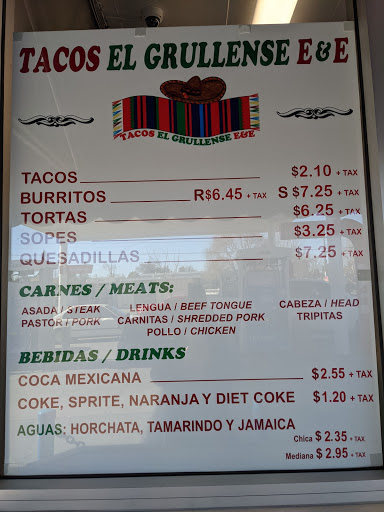 TACOS EL GRULLENSE E&E
TACOS EL GRULLENSE E&E
TACOS $2.10 + TAX
BURRITOS R$6.45 + TAX S $7.25 + TAX
TORTAS $6.25 + TAX
SOPES $3.25 + TAX
QUESADILLAS $7.25 + TAX
CARNES / MEATS:
ASADA / STEAK LENGUA / BEEF TONGUE CABEZA / HEAD
PASTOR / PORK CARNITAS / SHREDDED PORK TRIPITAS
POLLO / CHICKEN
BEBIDAS / DRINKS
COCA MEXICANA $2.55 + TAX
COKE, SPRITE, NARANJA Y DIET COKE $1.20 + TAX
AGUAS: HORCHATA, TAMARINDO Y JAMAICA
Chica $2.35 + TAX
Mediana $2.95 + TAX